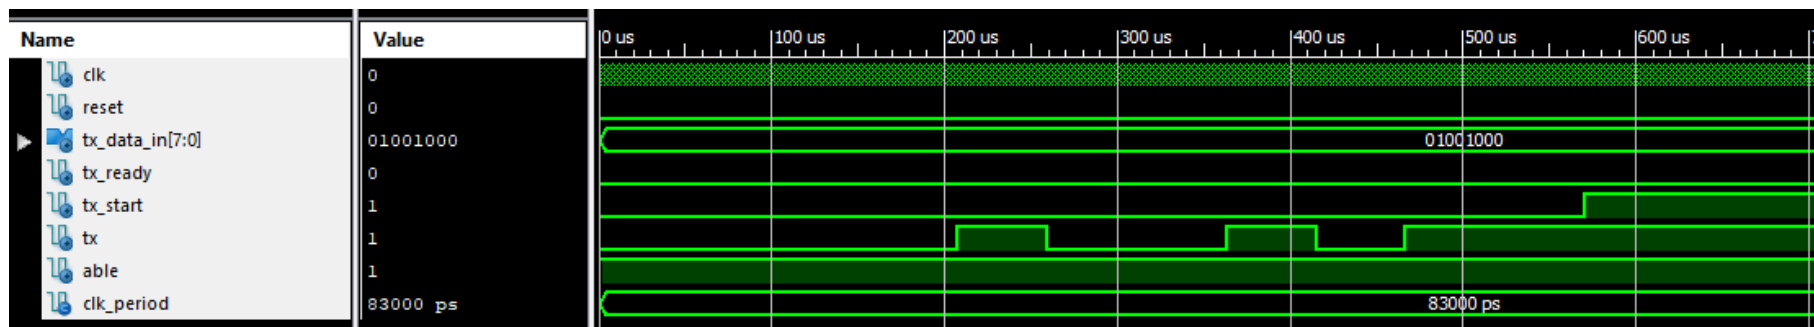 Name Value 0 us 100 us 200 us 300 us 400 us 500 us 600 us
clk 0
reset 0
tx_data_in[7:0] 01001000 01001000
tx_ready 0
tx_start 1
tx 1
able 1
clk_period 83000 ps 83000 ps